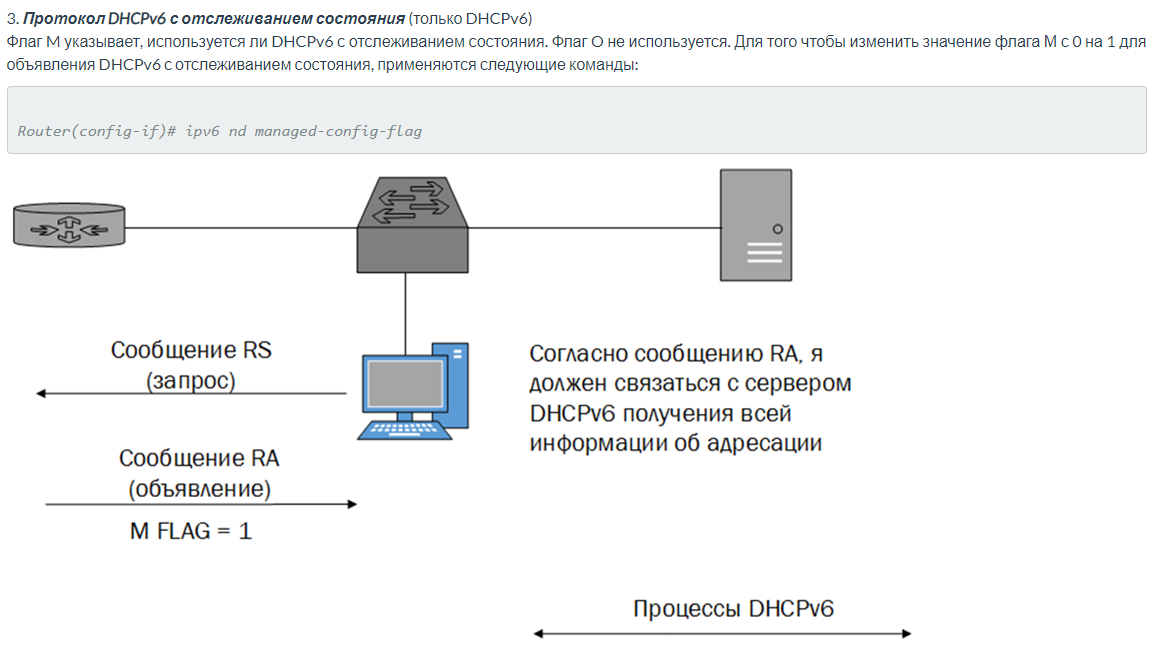 3. Протокол DHCPv6 с отслеживанием состояния (только DHCPv6)
Флаг M указывает, используется ли DHCPv6 с отслеживанием состояния. Флаг O не используется. Для того чтобы изменить значение флага M с 0 на 1 для
объявления DHCPv6 с отслеживанием состояния, применяются следующие команды:
Router(config-if)# ipv6 nd managed-config-flag
Сообщение RS
(запрос)
Согласно сообщению RA, я
должен связаться с сервером
DHCPv6 получения всей
информации об адресации
Сообщение RA
(объявление)
M FLAG = 1
Процессы DHCPv6